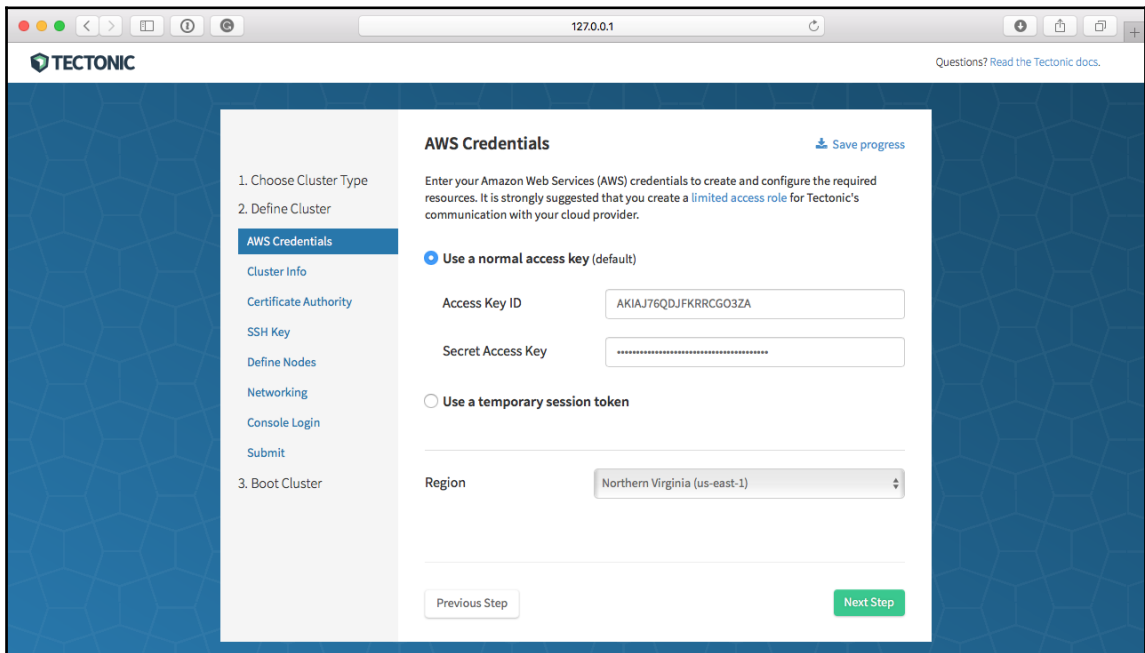 127.0.0.1
TECTONIC
Questions? Read the Tectonic docs.
1. Choose Cluster Type
2. Define Cluster
AWS Credentials
Cluster Info
Certificate Authority
SSH Key
Define Nodes
Networking
Console Login
Submit
3. Boot Cluster
AWS Credentials
Save progress
Enter your Amazon Web Services (AWS) credentials to create and configure the required
resources. It is strongly suggested that you create a limited access role for Tectonic's
communication with your cloud provider.
Use a normal access key (default)
Access Key ID AKIAJ76QDJFKRRCGO3ZA
Secret Access Key ••••••••••••••••••••••••••••••••••••••••
Use a temporary session token
Region Northern Virginia (us-east-1)
Previous Step
Next Step